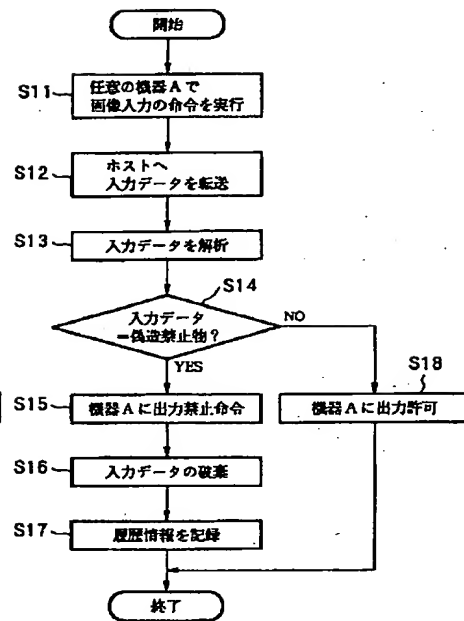 開始
S11
任意の機器Aで
画像入力の命令を実行
S12
ホストへ
入力データを転送
S13
入力データを解析
S14
入力データ
=偽造禁止物?
NO
YES
S15
機器Aに出力禁止命令
S18
機器Aに出力許可
S16
入力データの破棄
S17
履歴情報を記録
終了